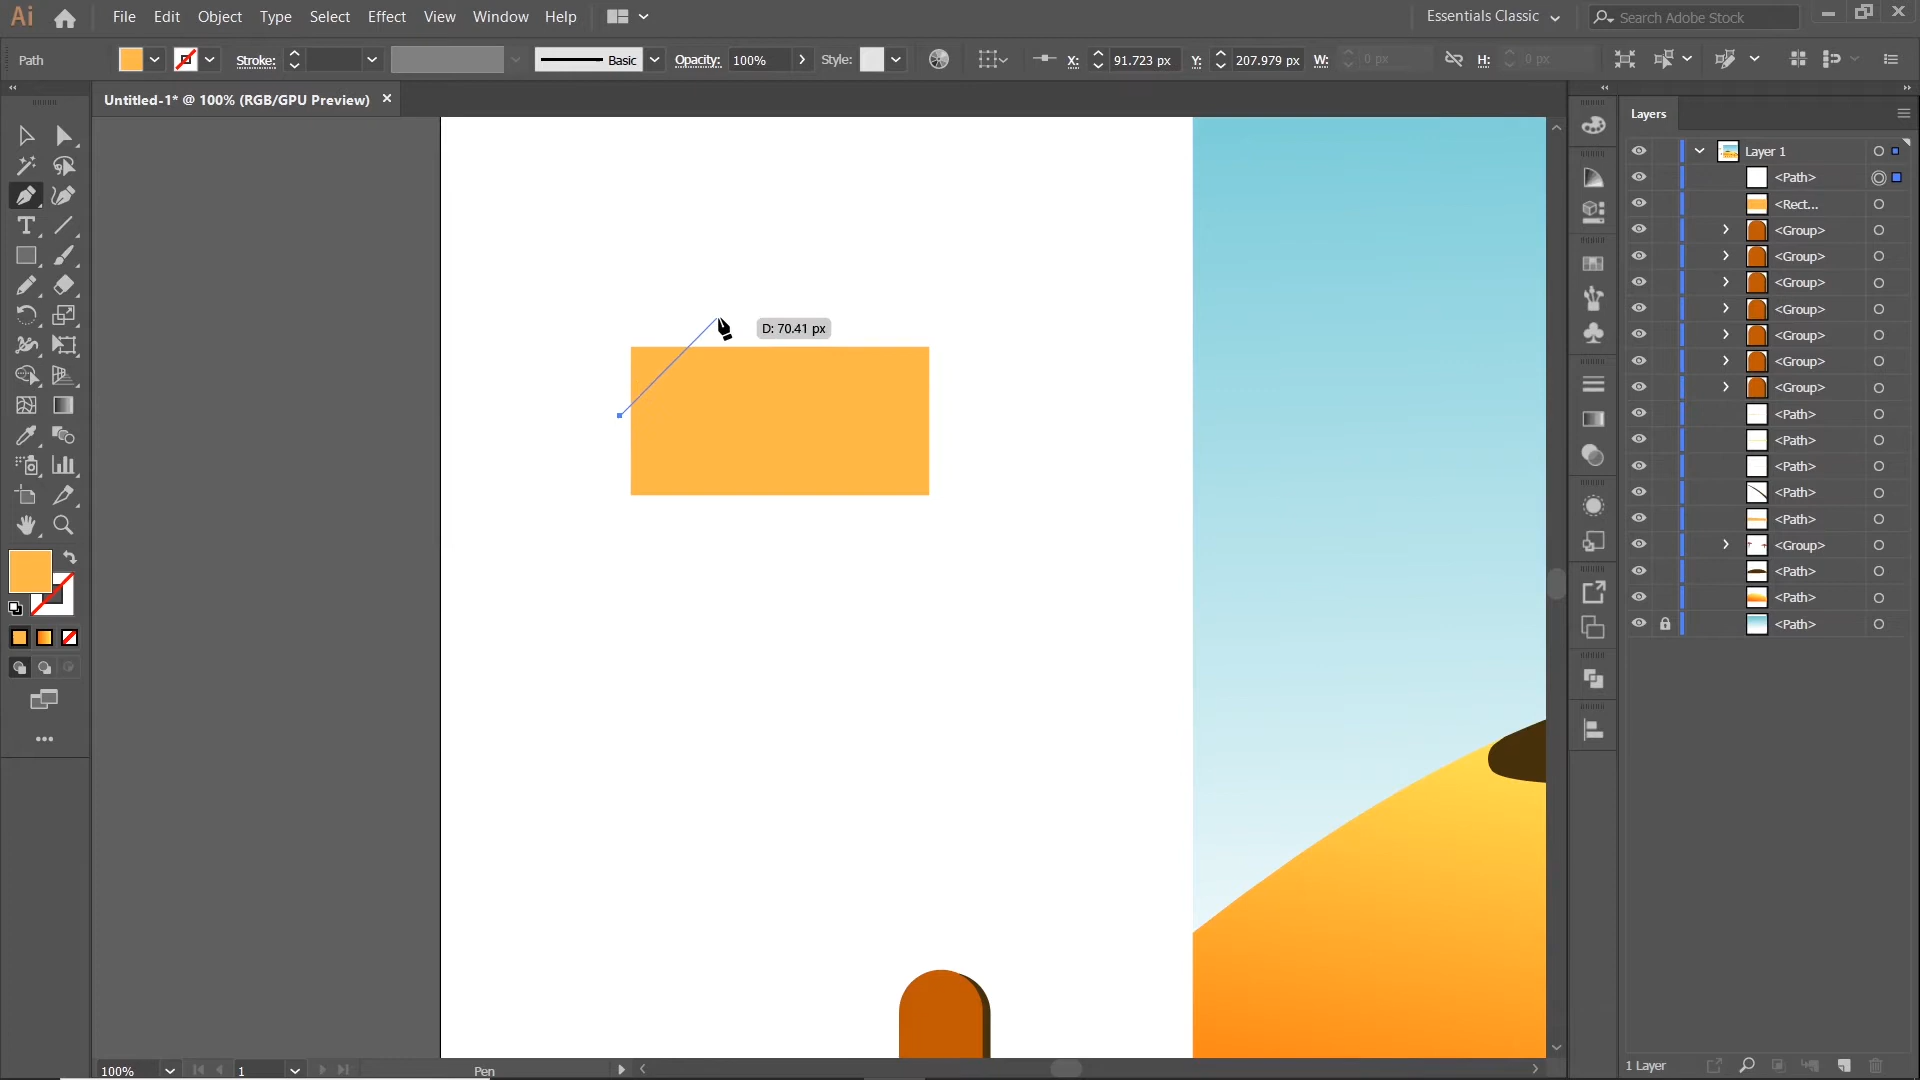 Ai File Edit Object Type Select Effect View Window Help Essentials Classic Search Adobe Stock
Path Stroke: Basic Opacity: 100% Style: X: 91.723 px Y: 207.979 px W: 0 px H: 0 px
Untitled-1* @ 100% (RGB/GPU Preview)
Layers
Layer 1
<Path>
<Rect...
<Group>
<Group>
<Group>
<Group>
<Group>
<Group>
<Group>
<Path>
<Path>
<Path>
<Path>
<Path>
<Group>
<Path>
<Path>
<Path>
D: 70.41 px
100% 1 Pen
1 Layer